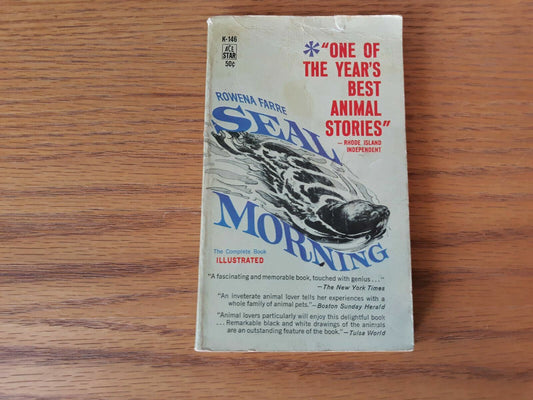 K-146
ACE
STAR
50¢
*"ONE OF
THE YEAR'S
BEST
ANIMAL
STORIES"
— RHODE ISLAND
INDEPENDENT
ROWENA FARRE
SEAL
MORNING
The Complete Book
ILLUSTRATED
"A fascinating and memorable book, touched with genius . . ."
—The New York Times
"An inveterate animal lover tells her experiences with a
whole family of animal pets."—Boston Sunday Herald
"Animal lovers particularly will enjoy this delightful book
. . . Remarkable black and white drawings of the animals
are an outstanding feature of the book."—Tulsa World